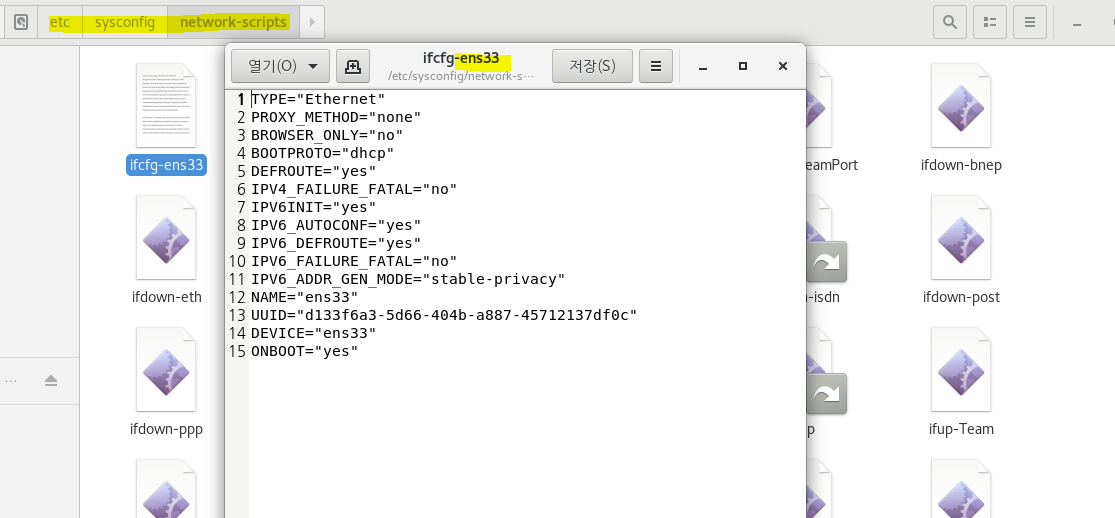 etc sysconfig network-scripts
열기(O)
ifcfg-ens33
/etc/sysconfig/network-s···
저장(S)
1 TYPE="Ethernet"
2 PROXY_METHOD="none"
3 BROWSER_ONLY="no"
4 BOOTPROTO="dhcp"
5 DEFROUTE="yes"
6 IPV4_FAILURE_FATAL="no"
7 IPV6INIT="yes"
8 IPV6_AUTOCONF="yes"
9 IPV6_DEFROUTE="yes"
10 IPV6_FAILURE_FATAL="no"
11 IPV6_ADDR_GEN_MODE="stable-privacy"
12 NAME="ens33"
13 UUID="d133f6a3-5d66-404b-a887-45712137df0c"
14 DEVICE="ens33"
15 ONBOOT="yes"
ifcfg-ens33
eamPort
ifdown-bnep
ifdown-eth
-isdn
ifdown-post
···
ifdown-ppp
p
ifup-Team